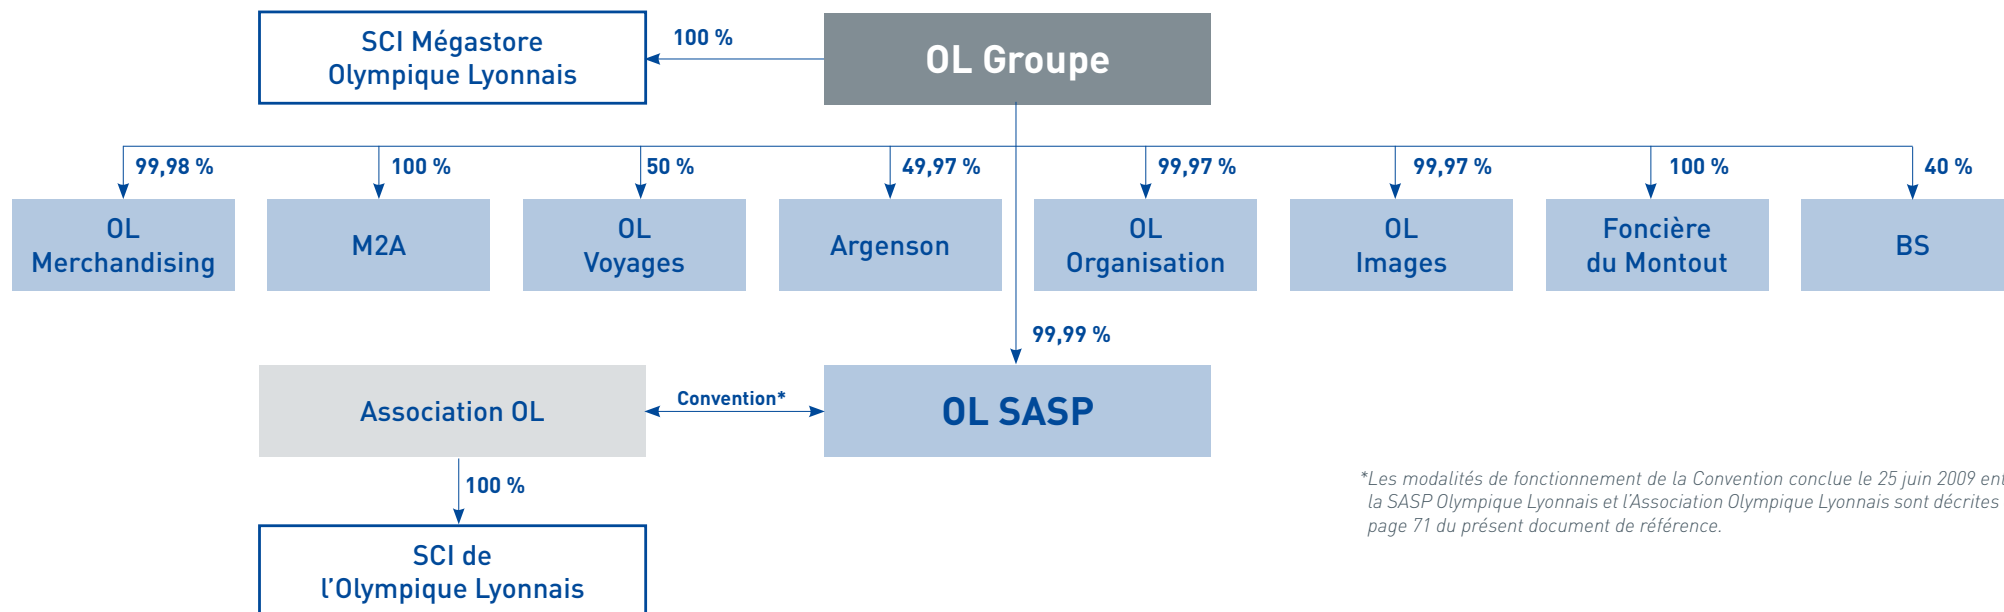 SCI Mégastore
Olympique Lyonnais
100 %
OL Groupe
99,98 %
100 %
50 %
49,97 %
99,97 %
99,97 %
100 %
40 %
OL
Merchandising
M2A
OL
Voyages
Argenson
OL
Organisation
OL
Images
Foncière
du Montout
BS
99,99 %
Association OL
Convention*
OL SASP
100 %
*Les modalités de fonctionnement de la Convention conclue le 25 juin 2009
la SASP Olympique Lyonnais et l'Association Olympique Lyonnais sont décrites
page 71 du présent document de référence.
SCI de
l'Olympique Lyonnais